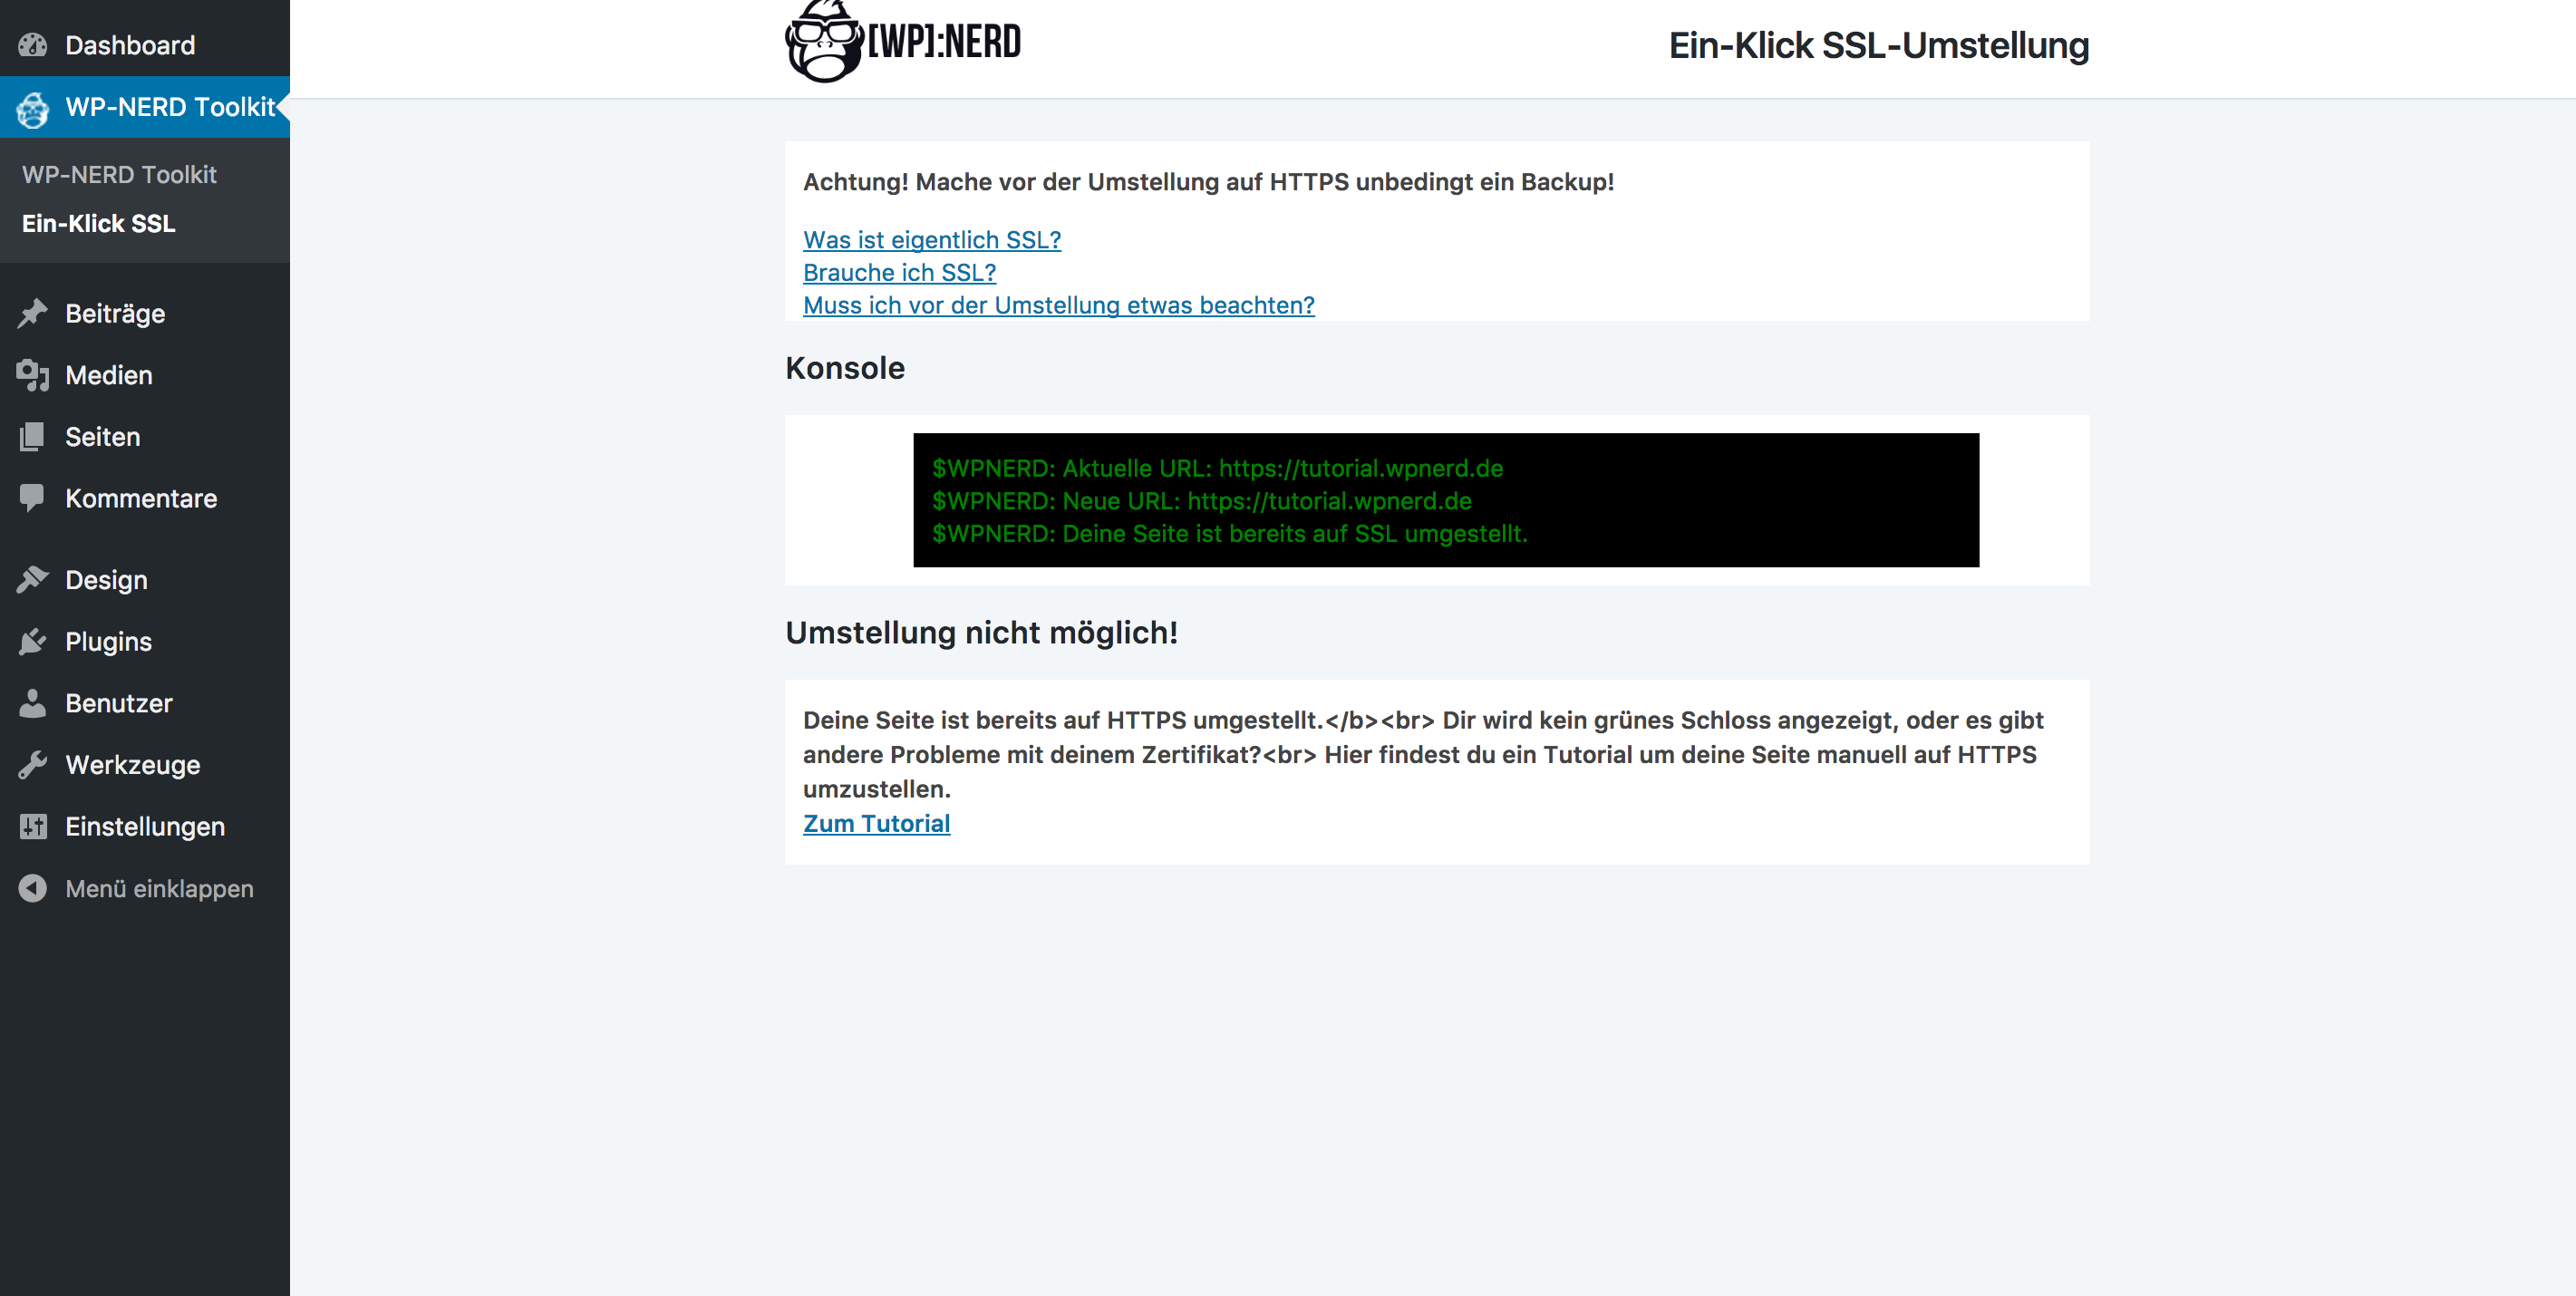 Dashboard
WP-NERD Toolkit
WP-NERD Toolkit
Ein-Klick SSL
Beiträge
Medien
Seiten
Kommentare
Design
Plugins
Benutzer
Werkzeuge
Einstellungen
Menü einklappen
[WP]:NERD
Ein-Klick SSL-Umstellung
Achtung! Mache vor der Umstellung auf HTTPS unbedingt ein Backup!
Was ist eigentlich SSL?
Brauche ich SSL?
Muss ich vor der Umstellung etwas beachten?
Konsole
$WPNERD: Aktuelle URL: https://tutorial.wpnerd.de
$WPNERD: Neue URL: https://tutorial.wpnerd.de
$WPNERD: Deine Seite ist bereits auf SSL umgestellt.
Umstellung nicht möglich!
Deine Seite ist bereits auf HTTPS umgestellt.</b><br> Dir wird kein grünes Schloss angezeigt, oder es gibt
andere Probleme mit deinem Zertifikat?<br> Hier findest du ein Tutorial um deine Seite manuell auf HTTPS
umzustellen.
Zum Tutorial